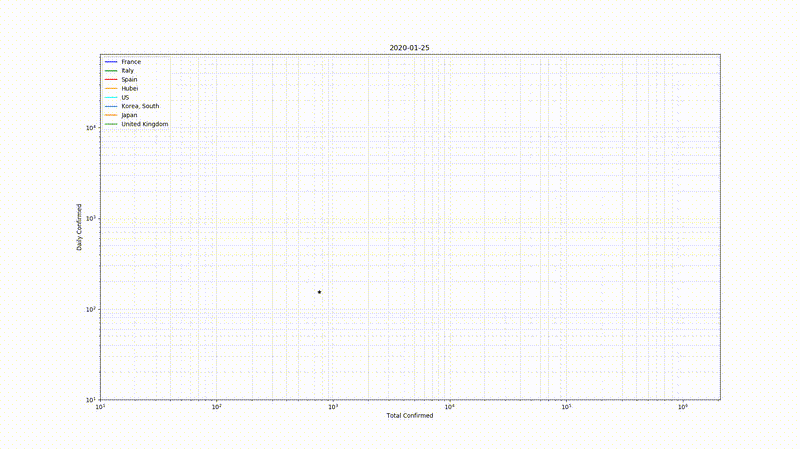 2020-01-25
France
Italy
Spain
Hubei
US
Korea, South
Japan
United Kingdom
Daily Confirmed
10⁴
10³
10²
10¹
10¹ 10² 10³ 10⁴ 10⁵ 10⁶
Total Confirmed